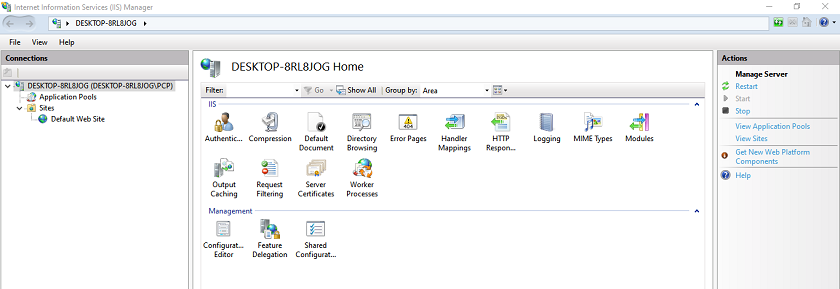 Internet Information Services (IIS) Manager
DESKTOP-8RL8JOG
File View Help
Connections
DESKTOP-8RL8JOG (DESKTOP-8RL8JOG\PCP)
Application Pools
Sites
Default Web Site
DESKTOP-8RL8JOG Home
Filter: Go Show All Group by: Area
IIS
Authentic... Compression Default Document Directory Browsing Error Pages Handler Mappings HTTP Respon... Logging MIME Types Modules
Output Caching Request Filtering Server Certificates Worker Processes
Management
Configurat... Editor Feature Delegation Shared Configurat...
Actions
Manage Server
Restart
Start
Stop
View Application Pools
View Sites
Get New Web Platform
Components
Help